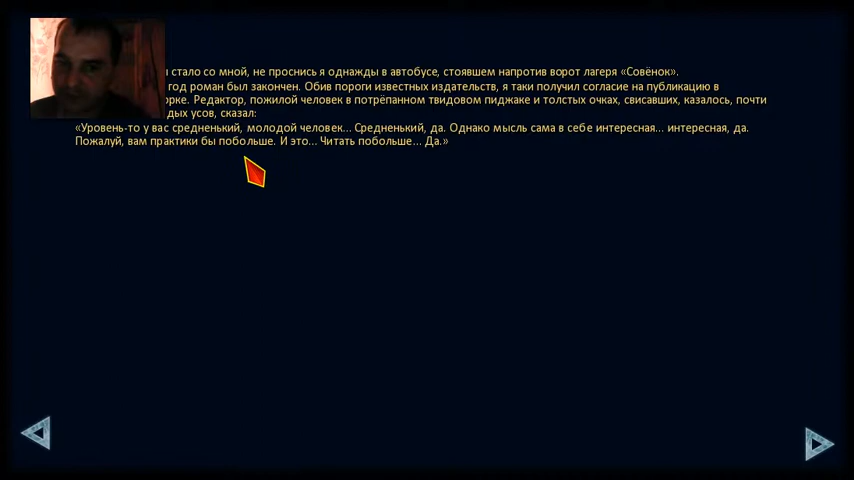 стало со мной, не проснись я однажды в автобусе, стоявшем напротив ворот лагеря «Совёнок».
год роман был закончен. Обив пороги известных издательств, я таки получил согласие на публикацию в
Редактор, пожилой человек в потрёпанном твидовом пиджаке и толстых очках, свисавших, казалось, почти
усов, сказал:
«Уровень-то у вас средненький, молодой человек... Средненький, да. Однако мысль сама в себе интересная... интересная, да.
Пожалуй, вам практики бы побольше. И это... Читать побольше... Да.»